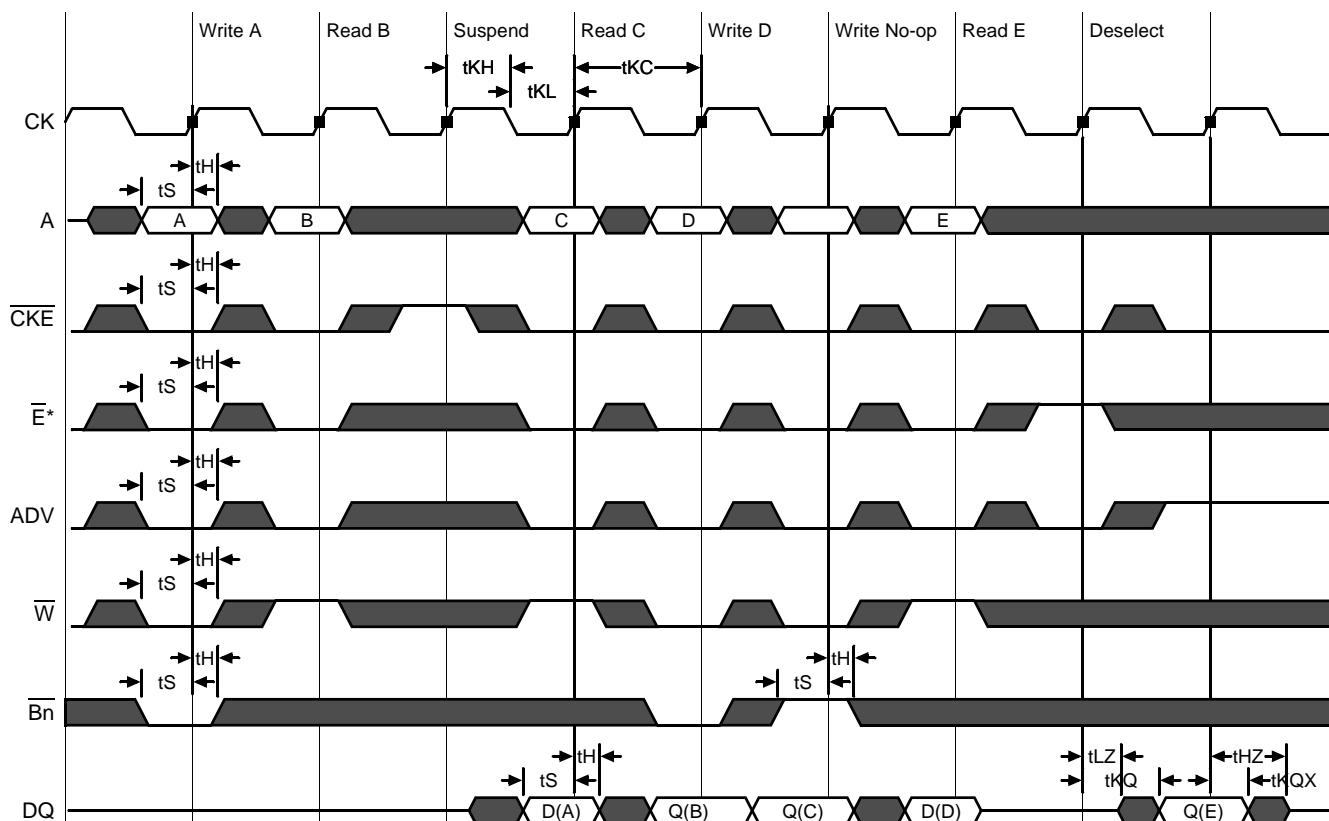 Write A Read B Suspend Read C Write D Write No-op Read E Deselect
tKH tKC
tKL
CK
tH
tS
A A B C D E
tH
tS
CKE
tH
tS
E*
tH
tS
ADV
tH
tS
W
tH tH
tS tS
Bn
tH tLZ tHZ
tS tKQ tKQX
DQ D(A) Q(B) Q(C) D(D) Q(E)